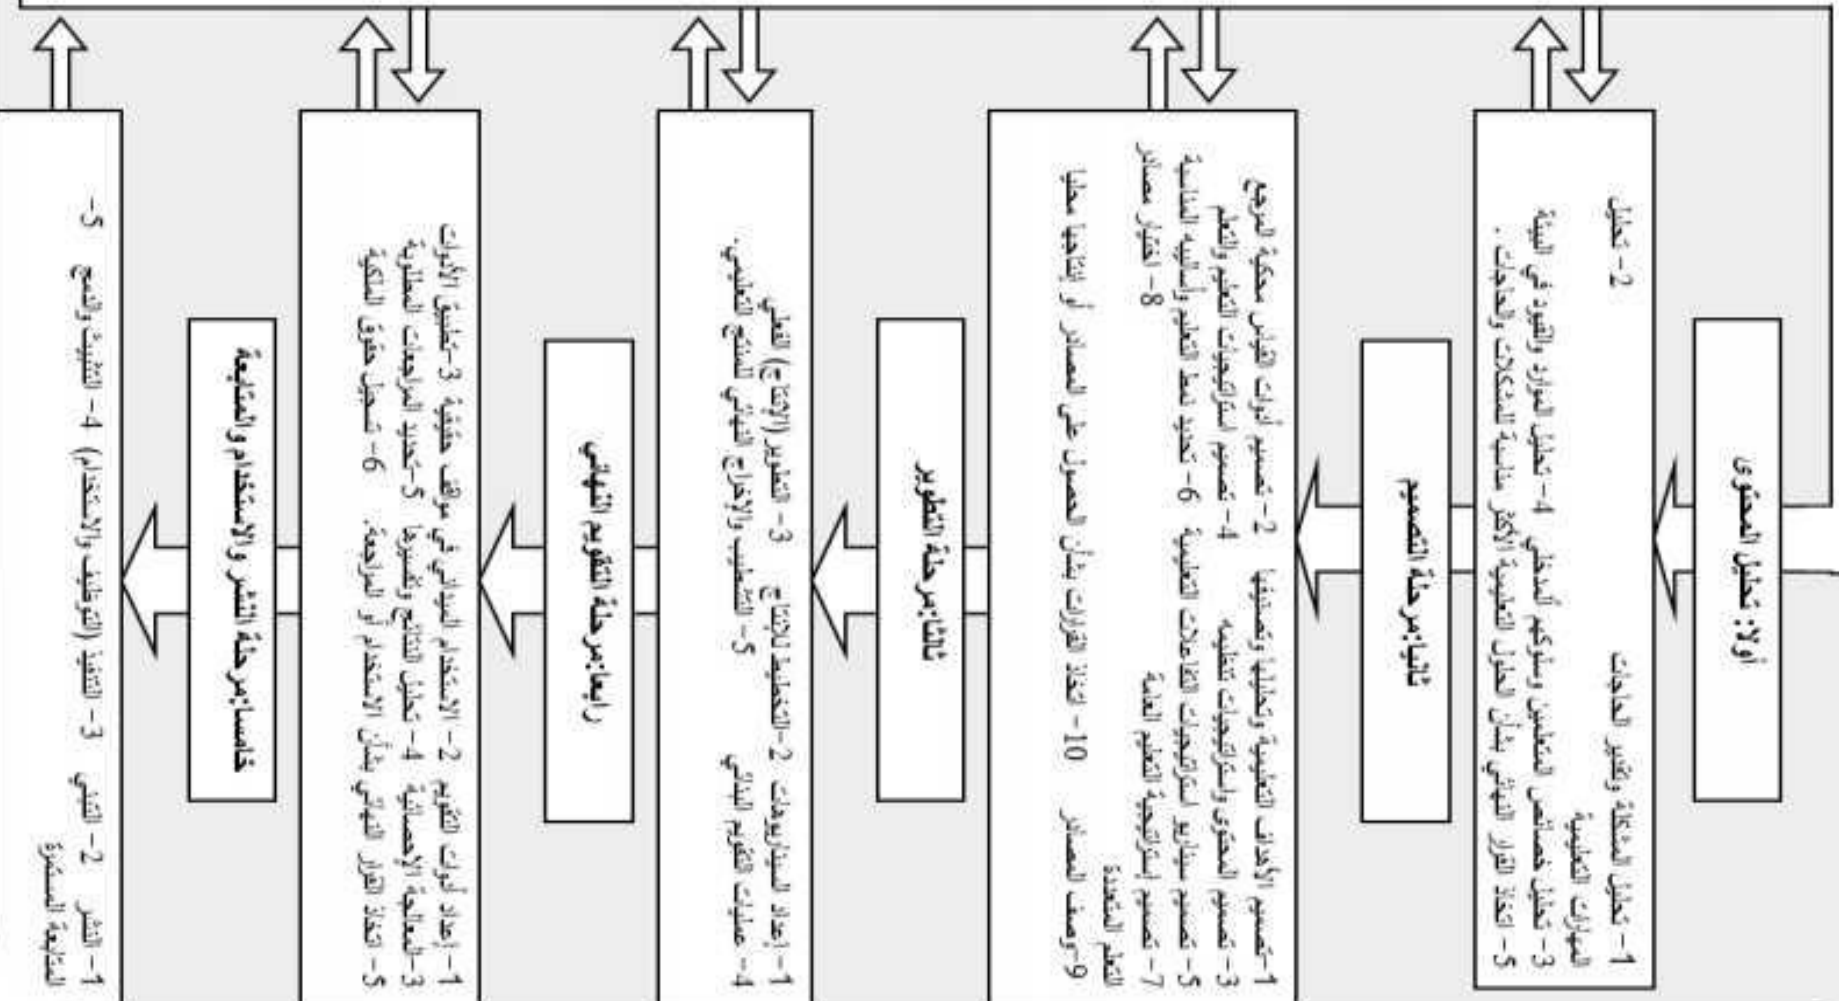 أولا: تحليل المحتوى
1- تحليل المشكلة وتقدير الحاجات 2- تحليل
المهارات التعليمية
3- تحليل خصائص المتعلمين وسلوكهم المدخلي 4- تحليل الموارد والقيود في البيئة
5- اتخاذ القرار النهائي بشأن الحلول التعليمية الأكثر مناسبة للمشكلات والحاجات .
ثانيا:مرحلة التصميم
1-تصميم الأهداف التعليمية وتحليلها وتصنيفها 2- تصميم أدوات القياس محكية المرجع
3- تصميم المحتوى واستراتيجيات تنظيمه 4- تصميم استراتيجيات التعليم والتعلم
5- تصميم سيناريو استراتيجيات التفاعلات التعليمية 6- تحديد نمط التعليم وأساليبه المناسبة
7- تصميم إستراتيجية التعليم العامة 8- اختيار مصادر
التعلم المتعددة
9-وصف المصادر 10- اتخاذ القرارات بشأن الحصول على المصادر أو إنتاجها محليا
ثالثا:مرحلة التطوير
1- إعداد السيناريوهات 2-التخطيط للإنتاج 3- التطوير (الإنتاج) الفعلي
4- عمليات التقويم البنائي 5- التشطيب والإخراج النهائي للمنتج التعليمي.
رابعا:مرحلة التقويم النهائي
1- إعداد أدوات التقويم 2- الاستخدام الميداني في مواقف حقيقية 3-تطبيق الأدوات
3-المعالجة الإحصائية 4- تحليل النتائج وتفسيرها 5-تحديد المراجعات المطلوبة
5- اتخاذ القرار النهائي بشأن الاستخدام أو المراجعة. 6- تسجيل حقوق الملكية
خامسا:مرحلة النشر والاستخدام والمتابعة
1- النشر 2- التبني 3- التنفيذ (التوظيف والاستخدام) 4- التثبيت والدمج 5-
المتابعة المستمرة